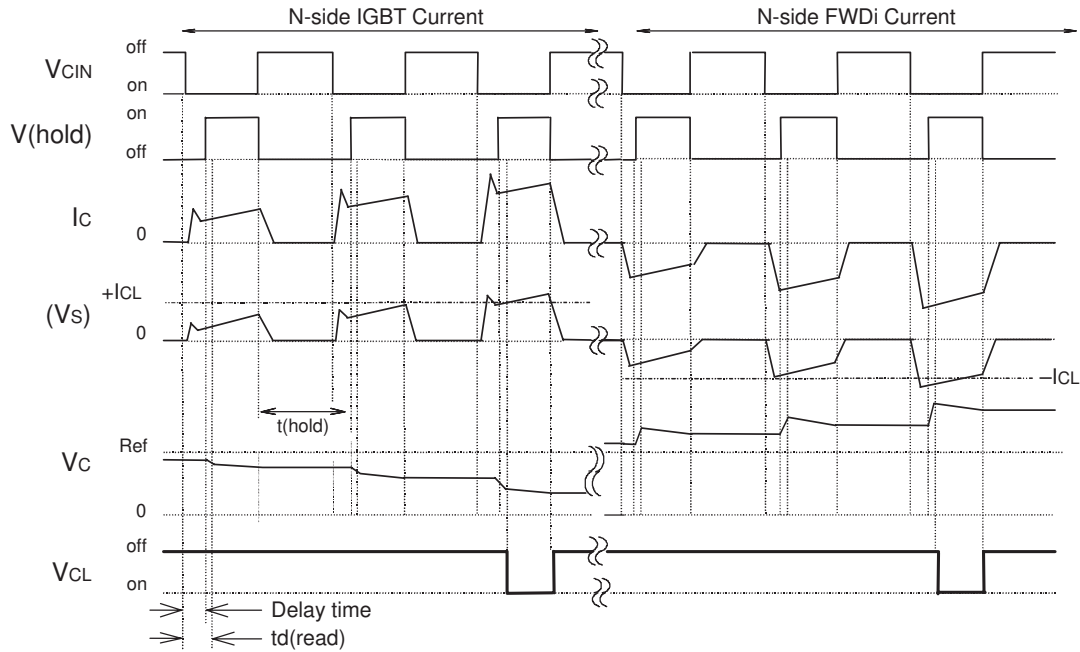 N-side IGBT Current
N-side FWDi Current
off
VCIN
on
on
V(hold)
off
IC
0
+ICL
(VS)
0
–ICL
t(hold)
Ref
VC
0
off
VCL
on
Delay time
td(read)